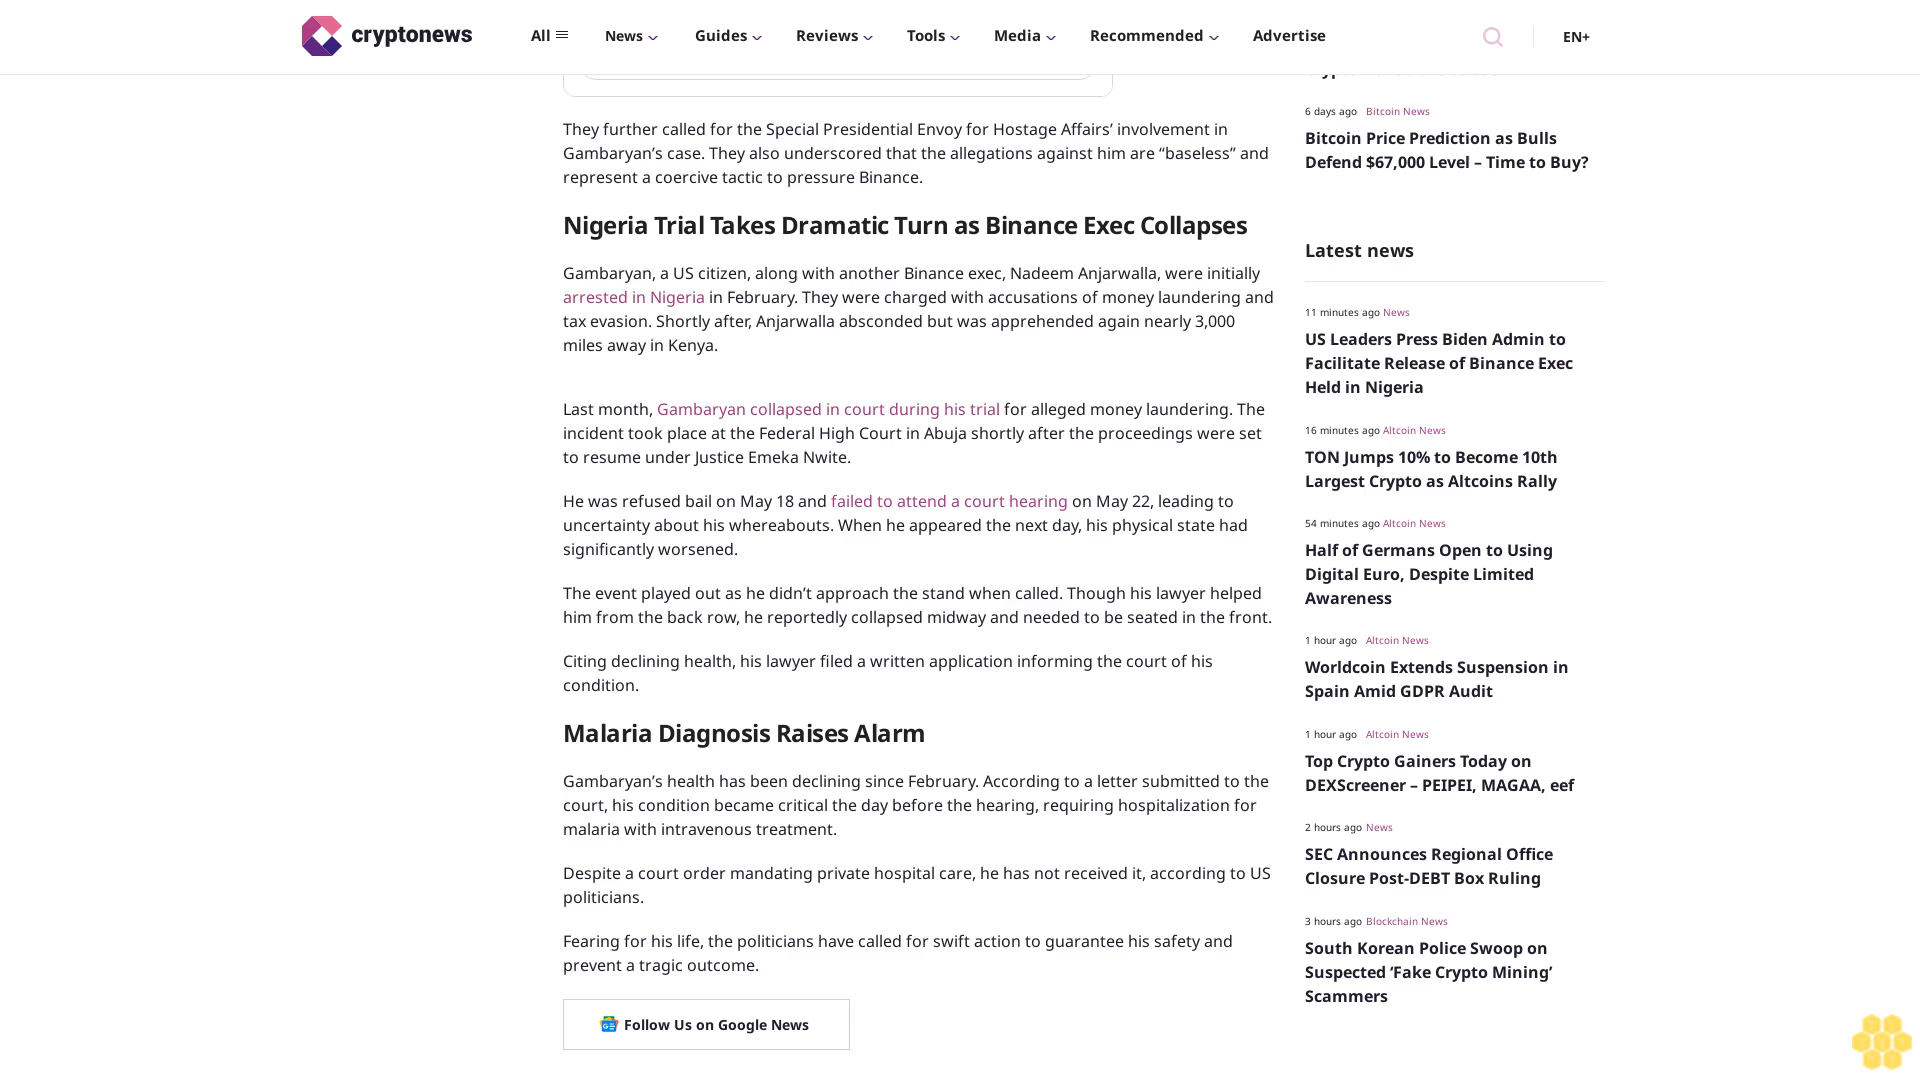 cryptonews
All
News
Guides
Reviews
Tools
Media
Recommended
Advertise
EN+
They further called for the Special Presidential Envoy for Hostage Affairs’ involvement in
Gambaryan’s case. They also underscored that the allegations against him are “baseless” and
represent a coercive tactic to pressure Binance.
Nigeria Trial Takes Dramatic Turn as Binance Exec Collapses
Gambaryan, a US citizen, along with another Binance exec, Nadeem Anjarwalla, were initially
arrested in Nigeria in February. They were charged with accusations of money laundering and
tax evasion. Shortly after, Anjarwalla absconded but was apprehended again nearly 3,000
miles away in Kenya.
Last month, Gambaryan collapsed in court during his trial for alleged money laundering. The
incident took place at the Federal High Court in Abuja shortly after the proceedings were set
to resume under Justice Emeka Nwite.
He was refused bail on May 18 and failed to attend a court hearing on May 22, leading to
uncertainty about his whereabouts. When he appeared the next day, his physical state had
significantly worsened.
The event played out as he didn’t approach the stand when called. Though his lawyer helped
him from the back row, he reportedly collapsed midway and needed to be seated in the front.
Citing declining health, his lawyer filed a written application informing the court of his
condition.
Malaria Diagnosis Raises Alarm
Gambaryan’s health has been declining since February. According to a letter submitted to the
court, his condition became critical the day before the hearing, requiring hospitalization for
malaria with intravenous treatment.
Despite a court order mandating private hospital care, he has not received it, according to US
politicians.
Fearing for his life, the politicians have called for swift action to guarantee his safety and
prevent a tragic outcome.
Follow Us on Google News
6 days ago Bitcoin News
Bitcoin Price Prediction as Bulls
Defend $67,000 Level – Time to Buy?
Latest news
11 minutes ago News
US Leaders Press Biden Admin to
Facilitate Release of Binance Exec
Held in Nigeria
16 minutes ago Altcoin News
TON Jumps 10% to Become 10th
Largest Crypto as Altcoins Rally
54 minutes ago Altcoin News
Half of Germans Open to Using
Digital Euro, Despite Limited
Awareness
1 hour ago Altcoin News
Worldcoin Extends Suspension in
Spain Amid GDPR Audit
1 hour ago Altcoin News
Top Crypto Gainers Today on
DEXScreener – PEIPEI, MAGAA, eef
2 hours ago News
SEC Announces Regional Office
Closure Post-DEBT Box Ruling
3 hours ago Blockchain News
South Korean Police Swoop on
Suspected ‘Fake Crypto Mining’
Scammers